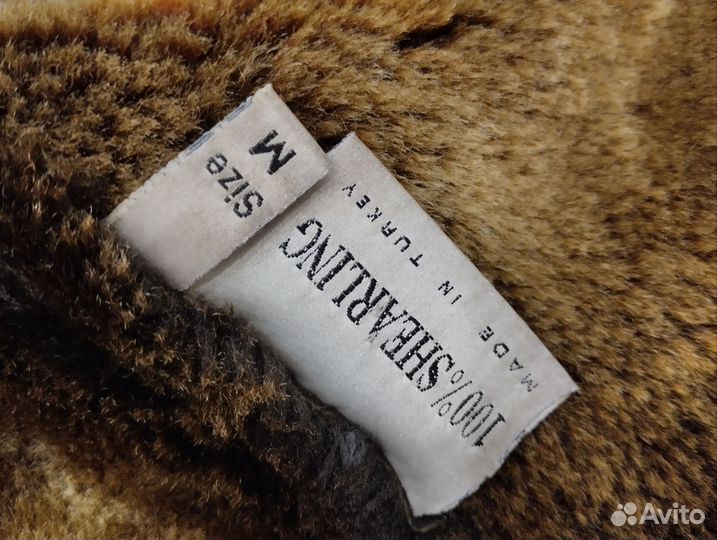 Size
M
100% SHEARLING
MADE IN TURKEY
Avito